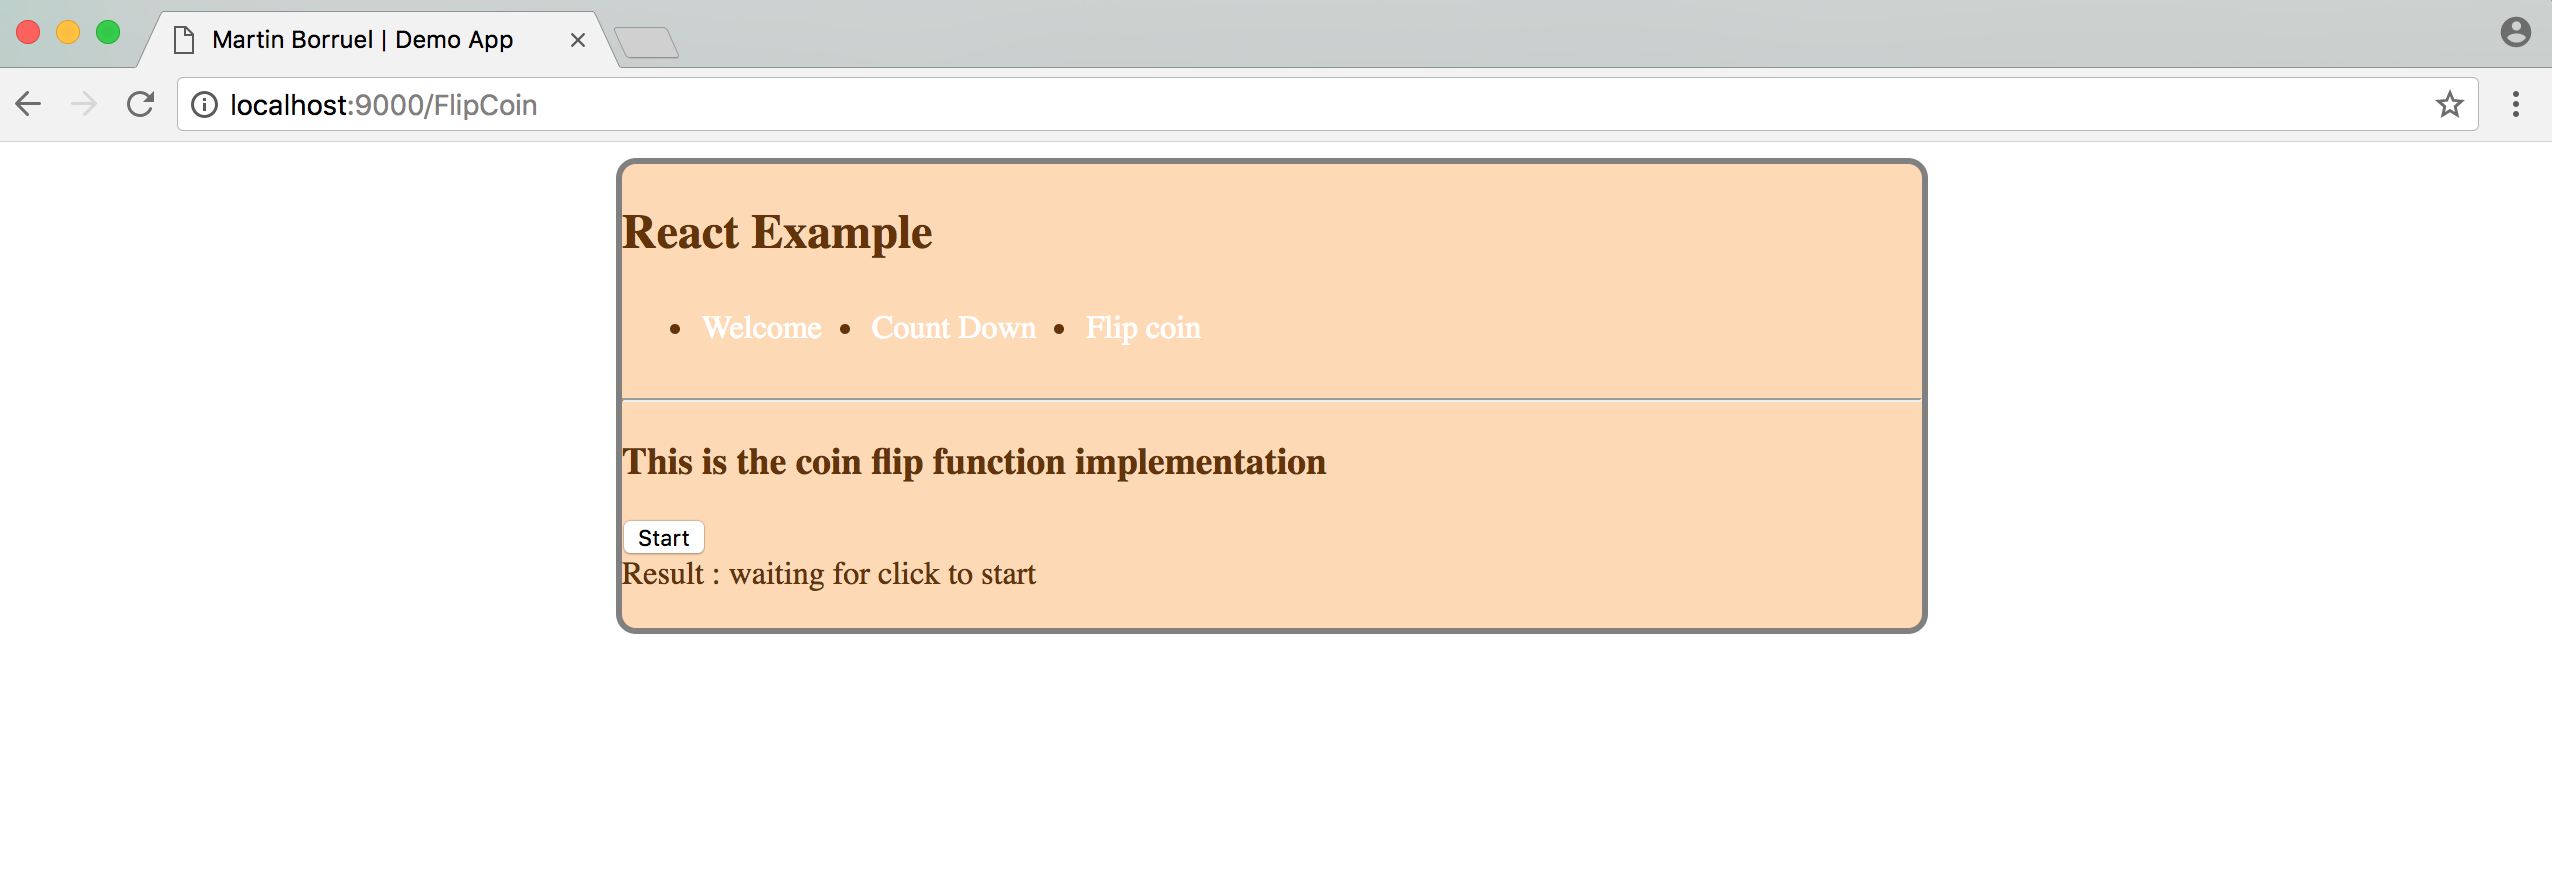 Martin Borruel | Demo App
localhost:9000/FlipCoin
React Example
• Welcome • Count Down • Flip coin
This is the coin flip function implementation
Start
Result : waiting for click to start